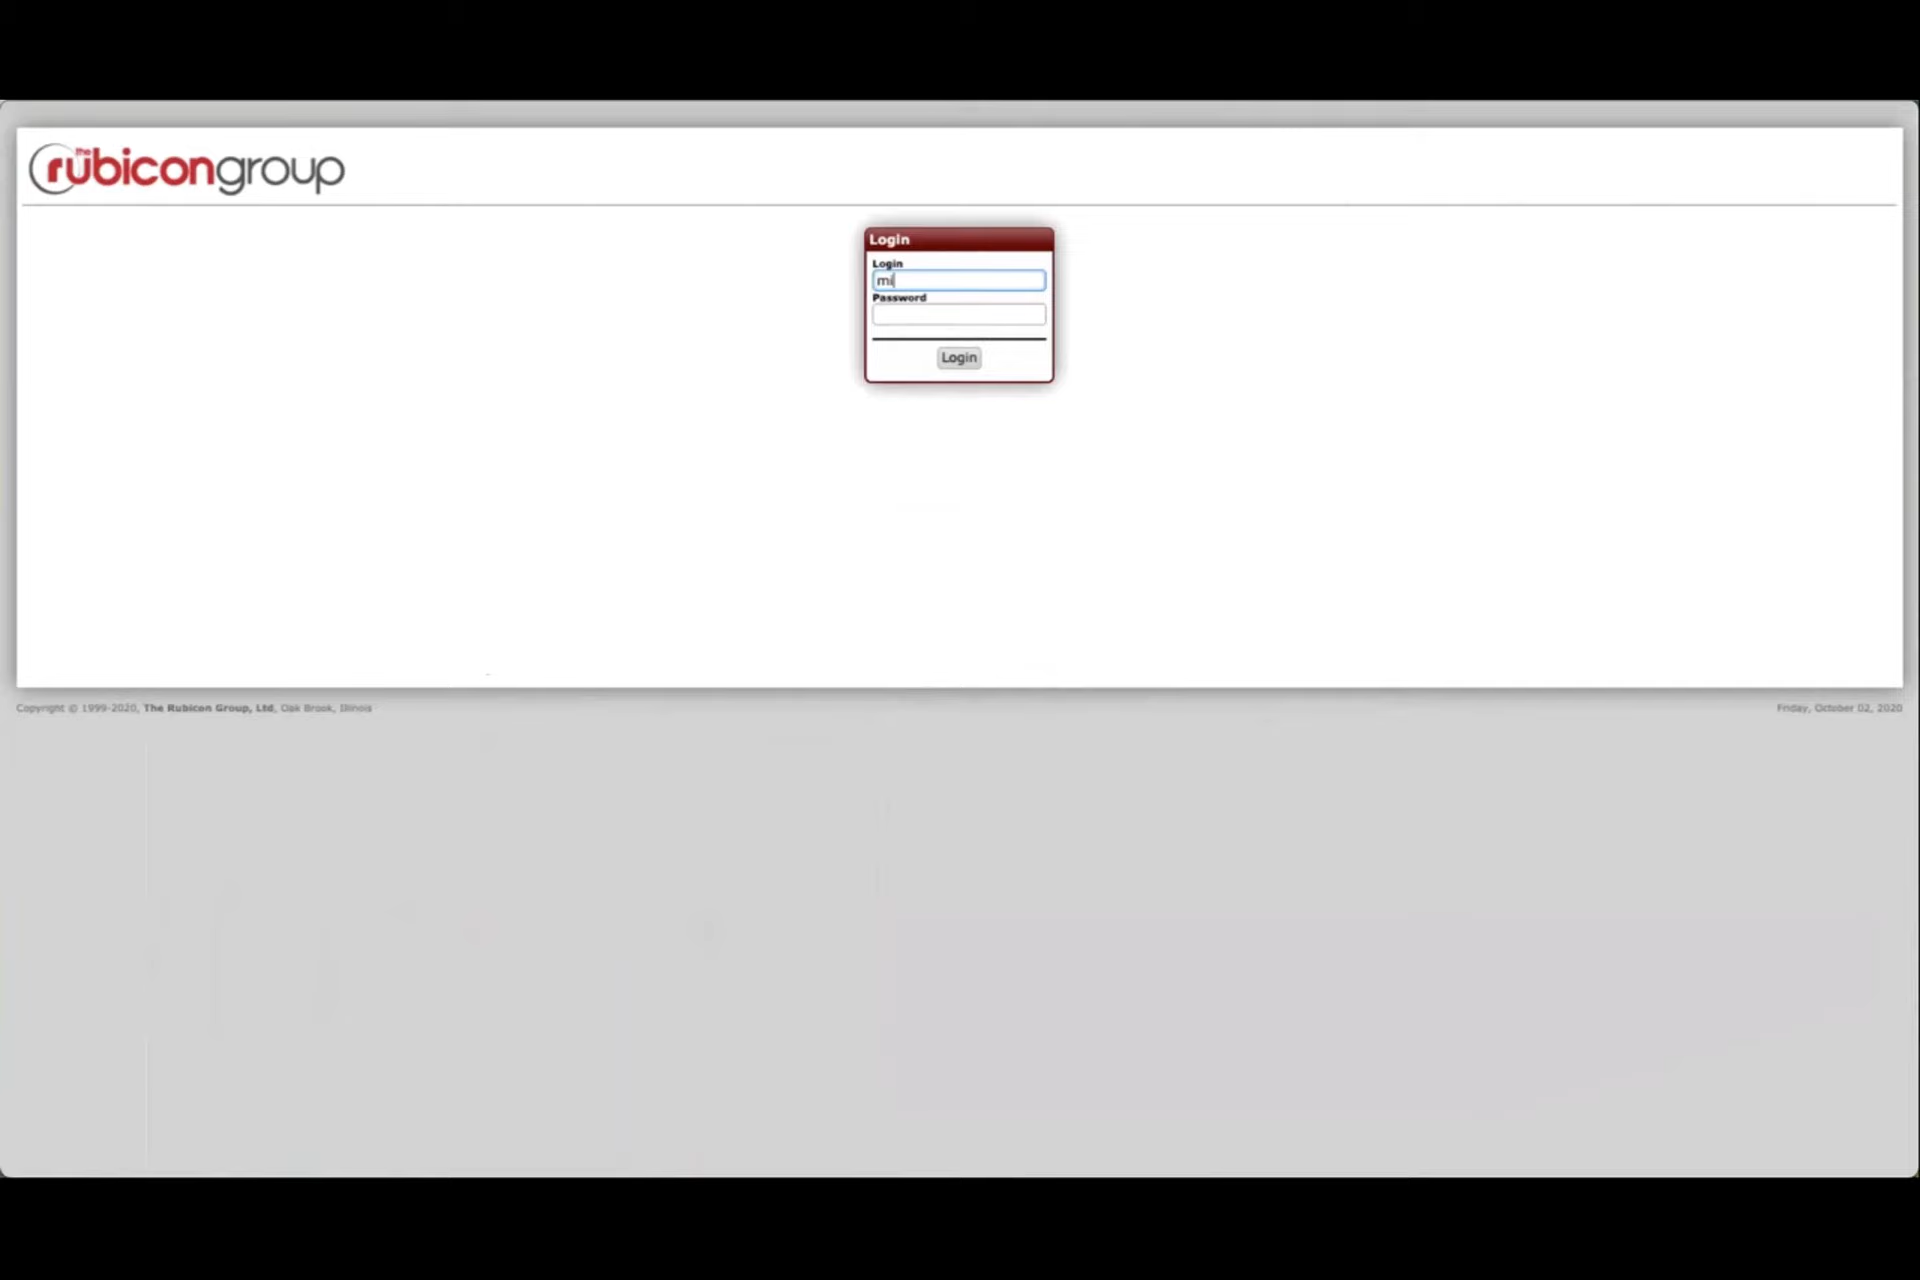 the rubicongroup
Login
Login
mi
Password
Login
Copyright © 1999-2020, The Rubicon Group, Ltd, Oak Brook, Illinois
Friday, October 02, 2020